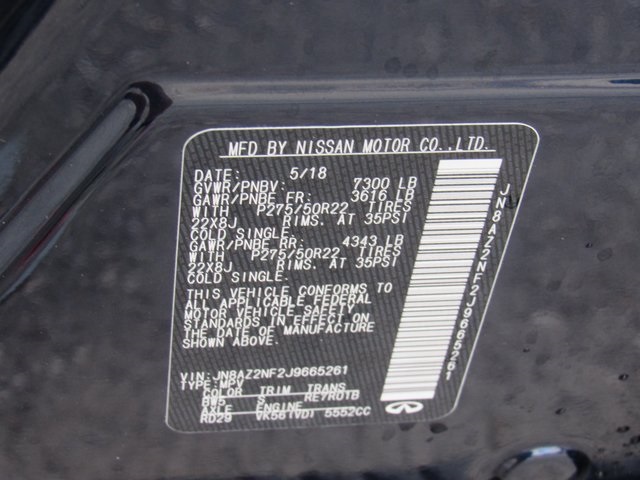 MFD BY NISSAN MOTOR CO.,LTD.
DATE: 5/18
GVWR/PNBV: 7300 LB
GAWR/PNBE FR: 3616 LB
WITH P275/50R22 TIRES
22X8J RIMS. AT 35PSI
COLD SINGLE.
GAWR/PNBE RR: 4343 LB
WITH P275/50R22 TIRES
22X8J RIMS. AT 35PSI
COLD SINGLE
THIS VEHICLE CONFORMS TO
ALL APPLICABLE FEDERAL
MOTOR VEHICLE SAFETY
STANDARDS IN EFFECT ON
THE DATE OF MANUFACTURE
SHOWN ABOVE.
VIN: JN8AZ2NF2J9665261
TYPE: MPV
COLOR TRIM TRANS
BW5 S RE7R01B
AXLE ENGINE
RD29 VK56(VD) 5552CC
JN8AZ2NF2J9665261